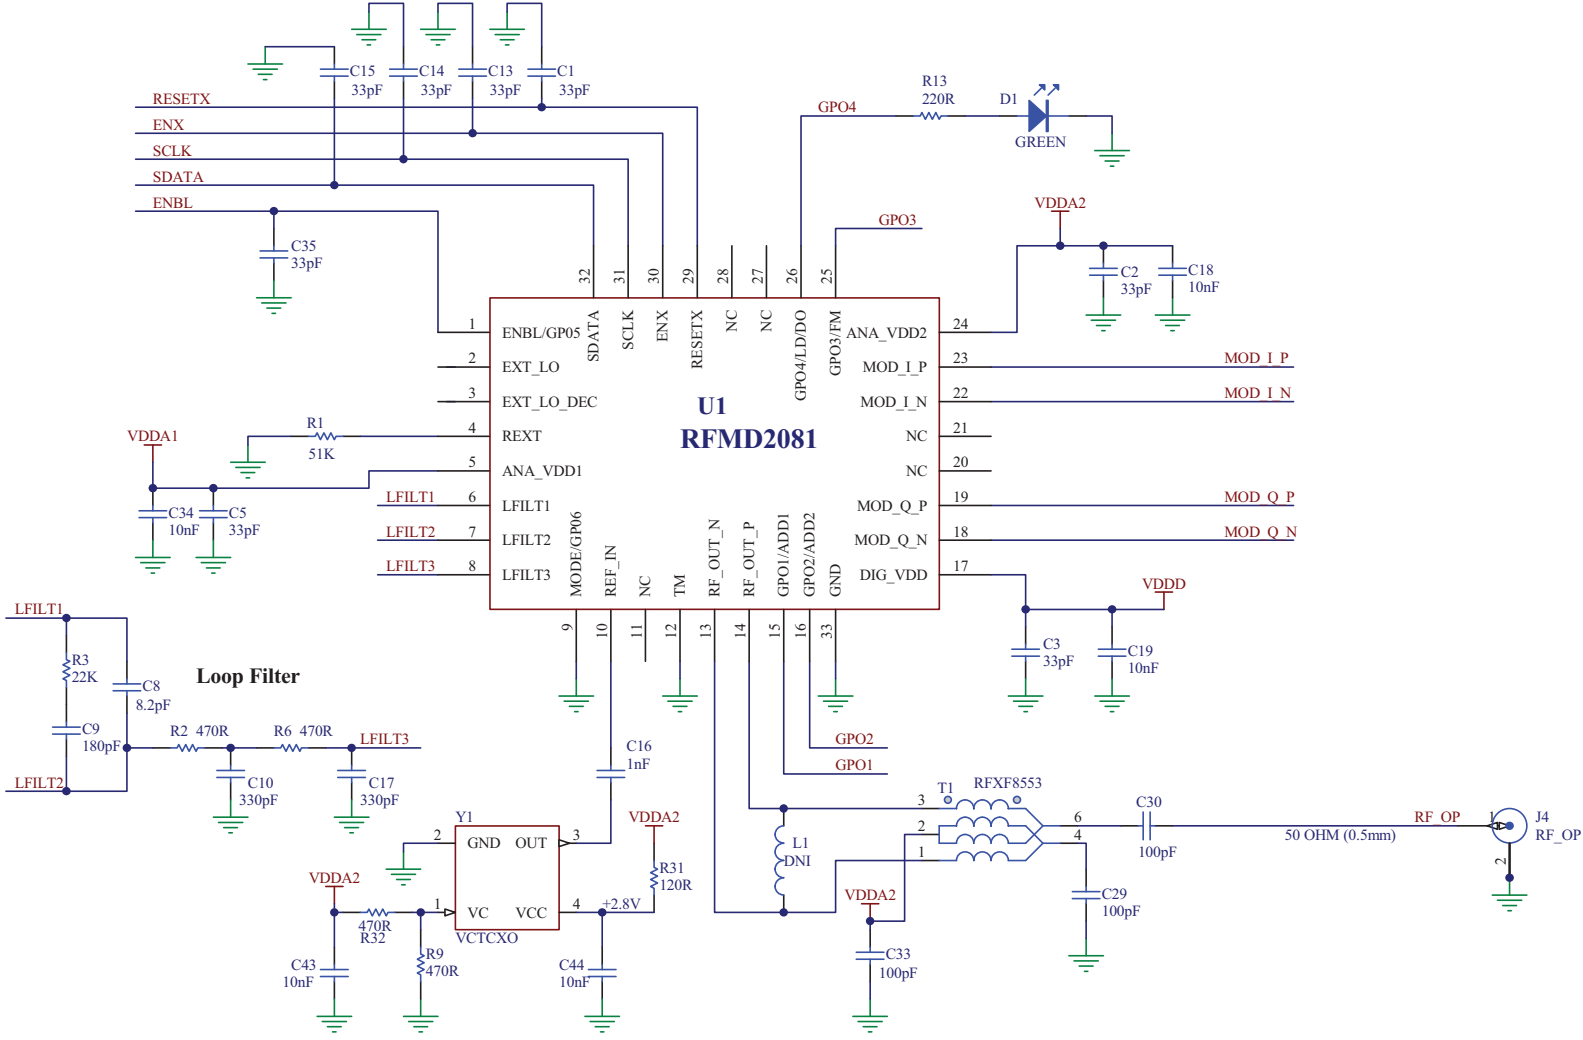 C15
33pF
C14
33pF
C13
33pF
C1
33pF
RESETX
ENX
SCLK
SDATA
ENBL
C35
33pF
GPO4
R13
220R
D1
GREEN
GPO3
VDDA2
C2
33pF
C18
10nF
32
31
30
29
28
27
26
25
SDATA
SCLK
ENX
RESETX
NC
NC
GPO4/LD/DO
GPO3/FM
1
ENBL/GP05
2
EXT_LO
3
EXT_LO_DEC
4
REXT
5
ANA_VDD1
6
LFILT1
7
LFILT2
8
LFILT3
U1
RFMD2081
ANA_VDD2
24
MOD_I_P
23
MOD_I_P
MOD_I_N
22
MOD_I_N
NC
21
NC
20
MOD_Q_P
19
MOD_Q_P
MOD_Q_N
18
MOD_Q_N
DIG_VDD
17
R1
51K
VDDA1
C34
10nF
C5
33pF
LFILT1
LFILT2
LFILT3
MODE/GP06
REF_IN
NC
TM
RF_OUT_N
RF_OUT_P
GPO1/ADD1
GPO2/ADD2
GND
9
10
11
12
13
14
15
16
33
VDDD
C3
33pF
C19
10nF
LFILT1
R3
22K
C8
8.2pF
C9
180pF
LFILT2
Loop Filter
R2 470R
R6 470R
LFILT3
C10
330pF
C17
330pF
C16
1nF
GPO2
GPO1
Y1
2
GND
OUT
3
1
VC
VCC
4
VCTCXO
VDDA2
R31
120R
+2.8V
VDDA2
470R
R32
R9
470R
C43
10nF
C44
10nF
L1
DNI
T1
RFXF8553
3
2
1
6
4
VDDA2
C33
100pF
C30
100pF
C29
100pF
50 OHM (0.5mm)
RF_OP
1
2
J4
RF_OP